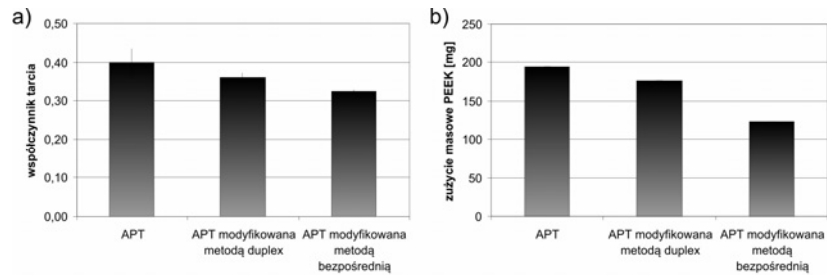 a)
współczynnik tarcia
0,50
0,40
0,30
0,20
0,10
0,00
APT
APT modyfikowana
metodą duplex
APT modyfikowana
metodą
bezpośrednią
b)
zużycie masowe PEEK [mg]
250
200
150
100
50
0
APT
APT modyfikowana
metodą duplex
APT modyfikowana
metodą
bezpośrednią